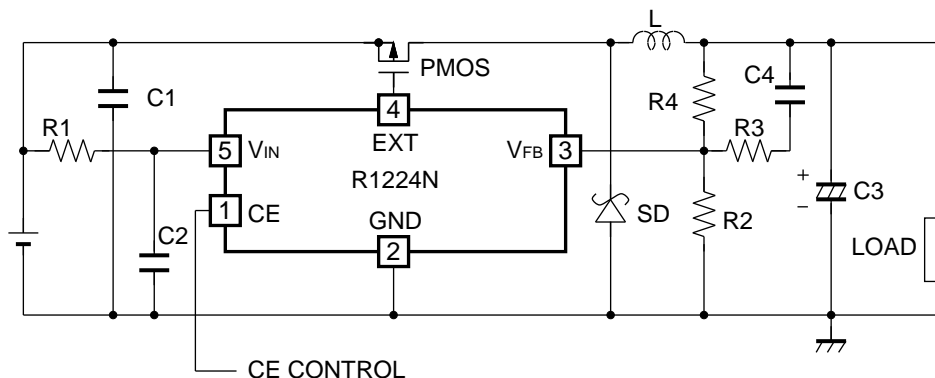 L
PMOS
C1
C4
R4
4
R1
EXT
R3
5 VIN
VFB 3
R1224N
+
C3
1 CE
−
C2
GND
SD
R2
2
LOAD
CE CONTROL